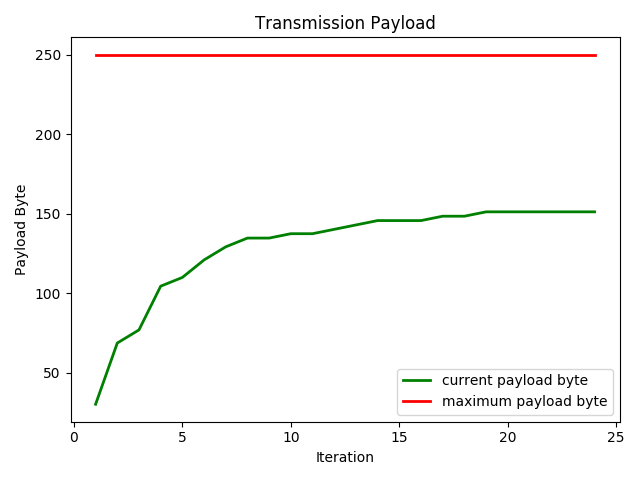 Transmission Payload
Payload Byte
250
200
150
100
50
0
5
10
15
20
25
Iteration
current payload byte
maximum payload byte